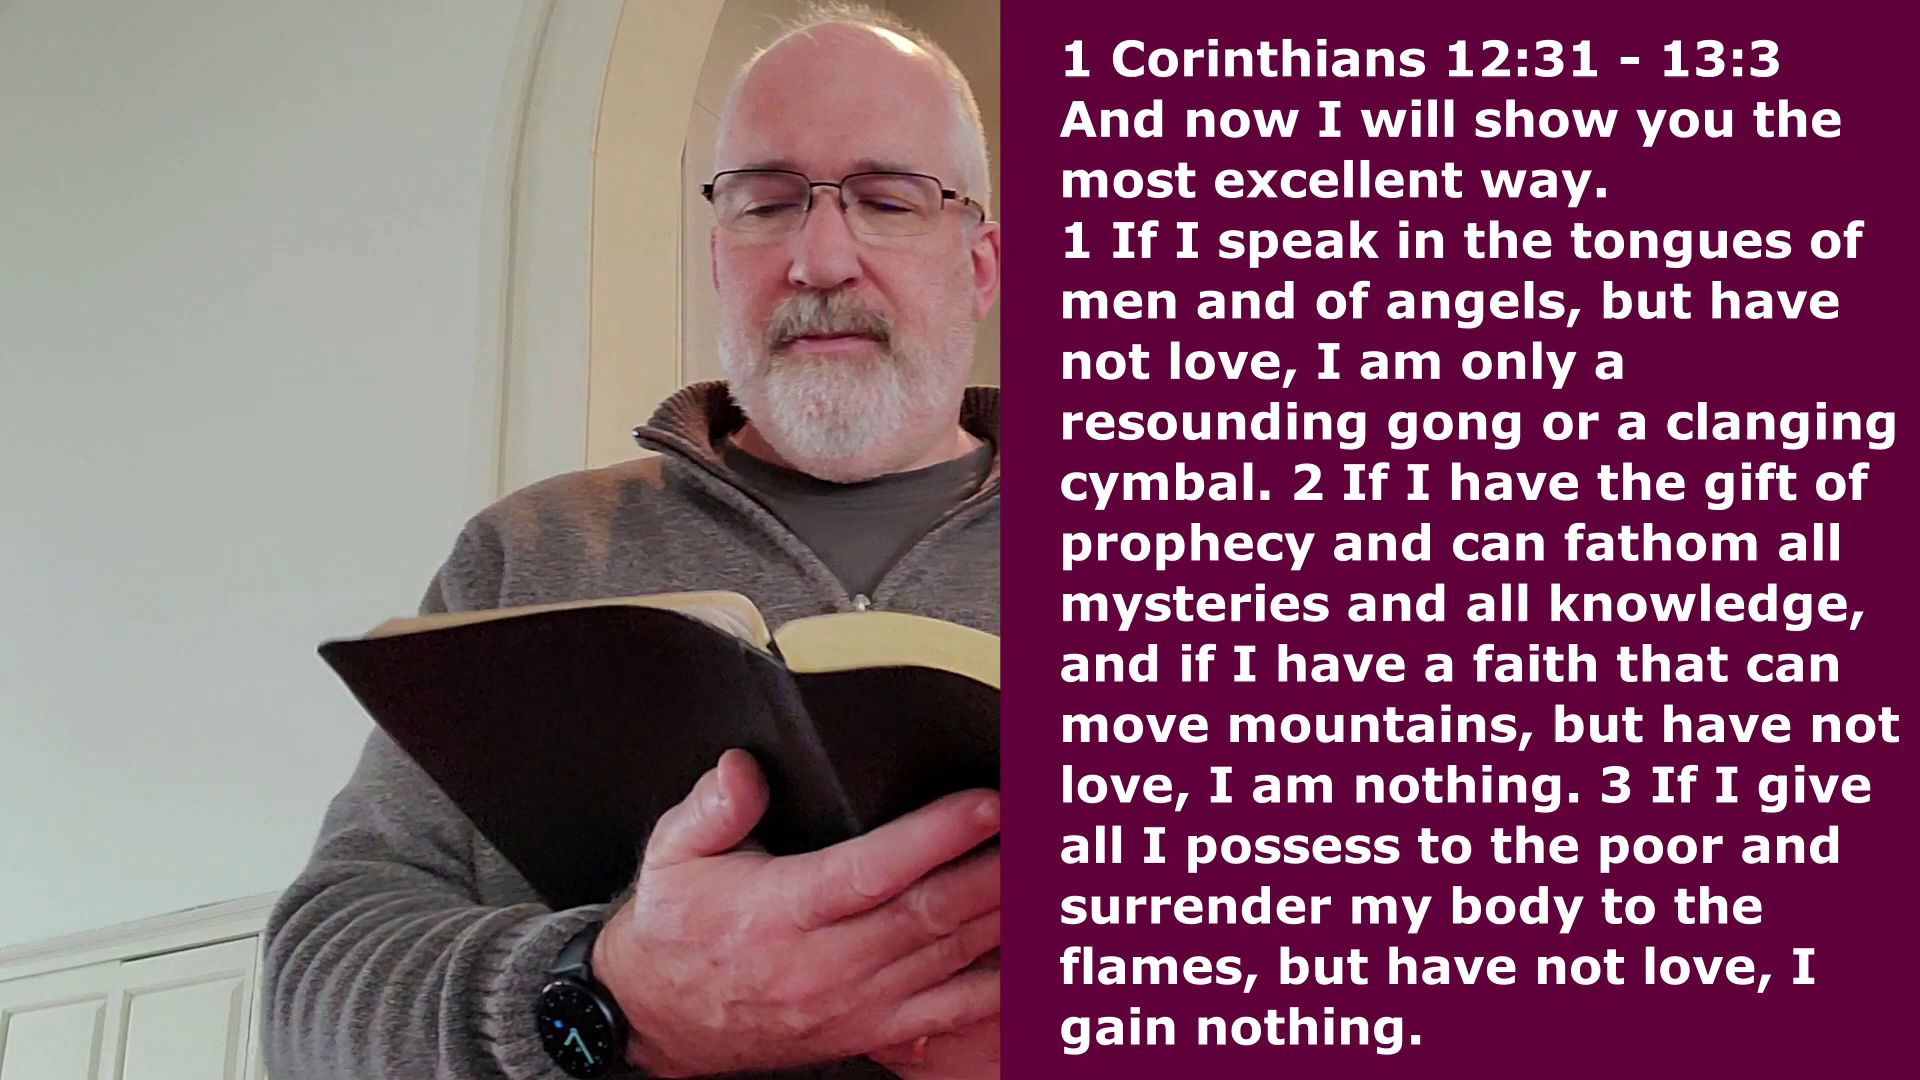 1 Corinthians 12:31 - 13:3
And now I will show you the
most excellent way.
1 If I speak in the tongues of
men and of angels, but have
not love, I am only a
resounding gong or a clanging
cymbal. 2 If I have the gift of
prophecy and can fathom all
mysteries and all knowledge,
and if I have a faith that can
move mountains, but have not
love, I am nothing. 3 If I give
all I possess to the poor and
surrender my body to the
flames, but have not love, I
gain nothing.